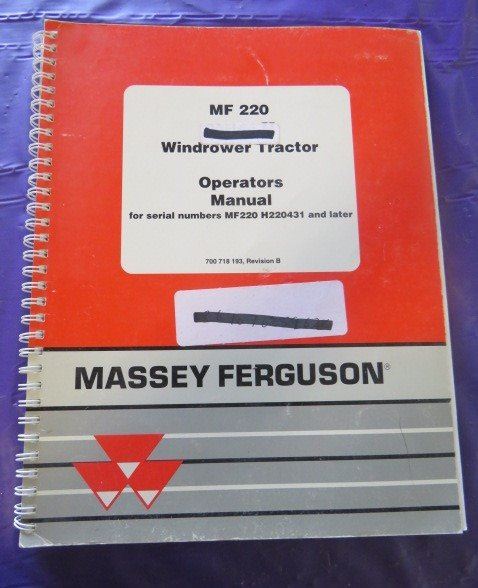 MF 220
Windrower Tractor
Operators
Manual
for serial numbers MF220 H220431 and later
700 718 193, Revision B
MASSEY FERGUSON®